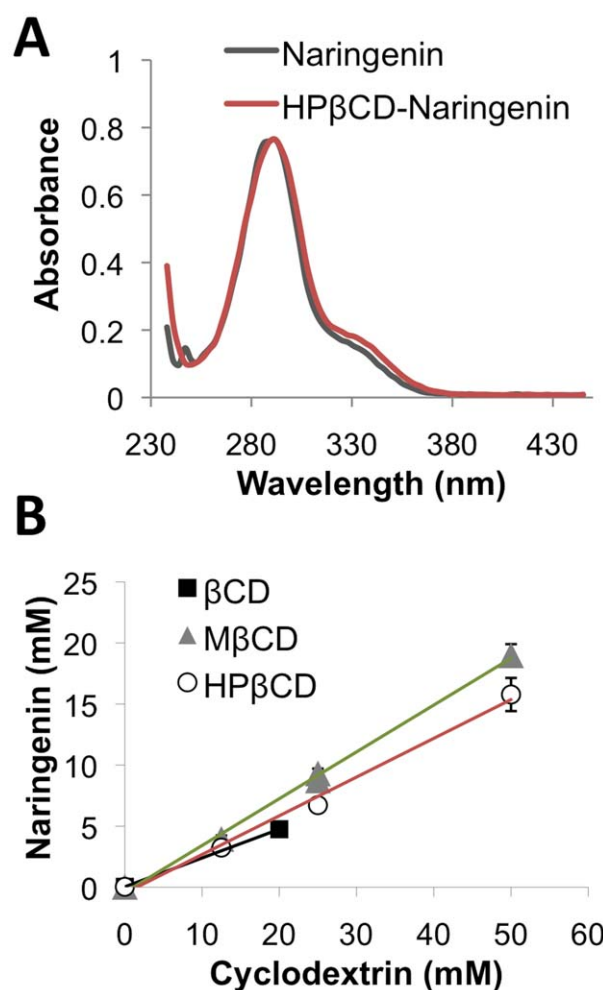 A
Naringenin
HPβCD-Naringenin
Absorbance
1
0.8
0.6
0.4
0.2
0
230 280 330 380 430
Wavelength (nm)
B
βCD
MβCD
HPβCD
Naringenin (mM)
25
20
15
10
5
0
0 10 20 30 40 50 60
Cyclodextrin (mM)